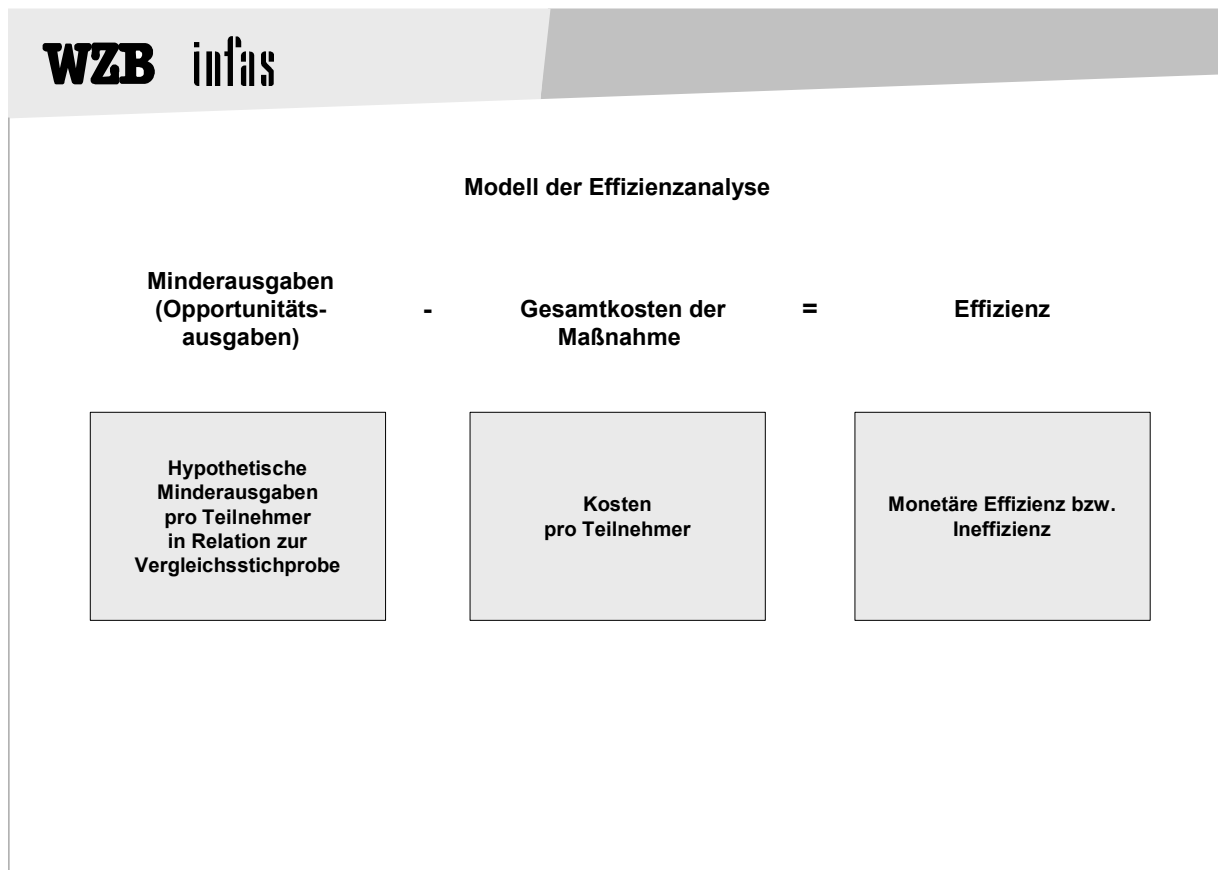 WZB infas
Modell der Effizienzanalyse
Minderausgaben
(Opportunitäts-
ausgaben)
-
Gesamtkosten der
Maßnahme
=
Effizienz
Hypothetische
Minderausgaben
pro Teilnehmer
in Relation zur
Vergleichsstichprobe
Kosten
pro Teilnehmer
Monetäre Effizienz bzw.
Ineffizienz